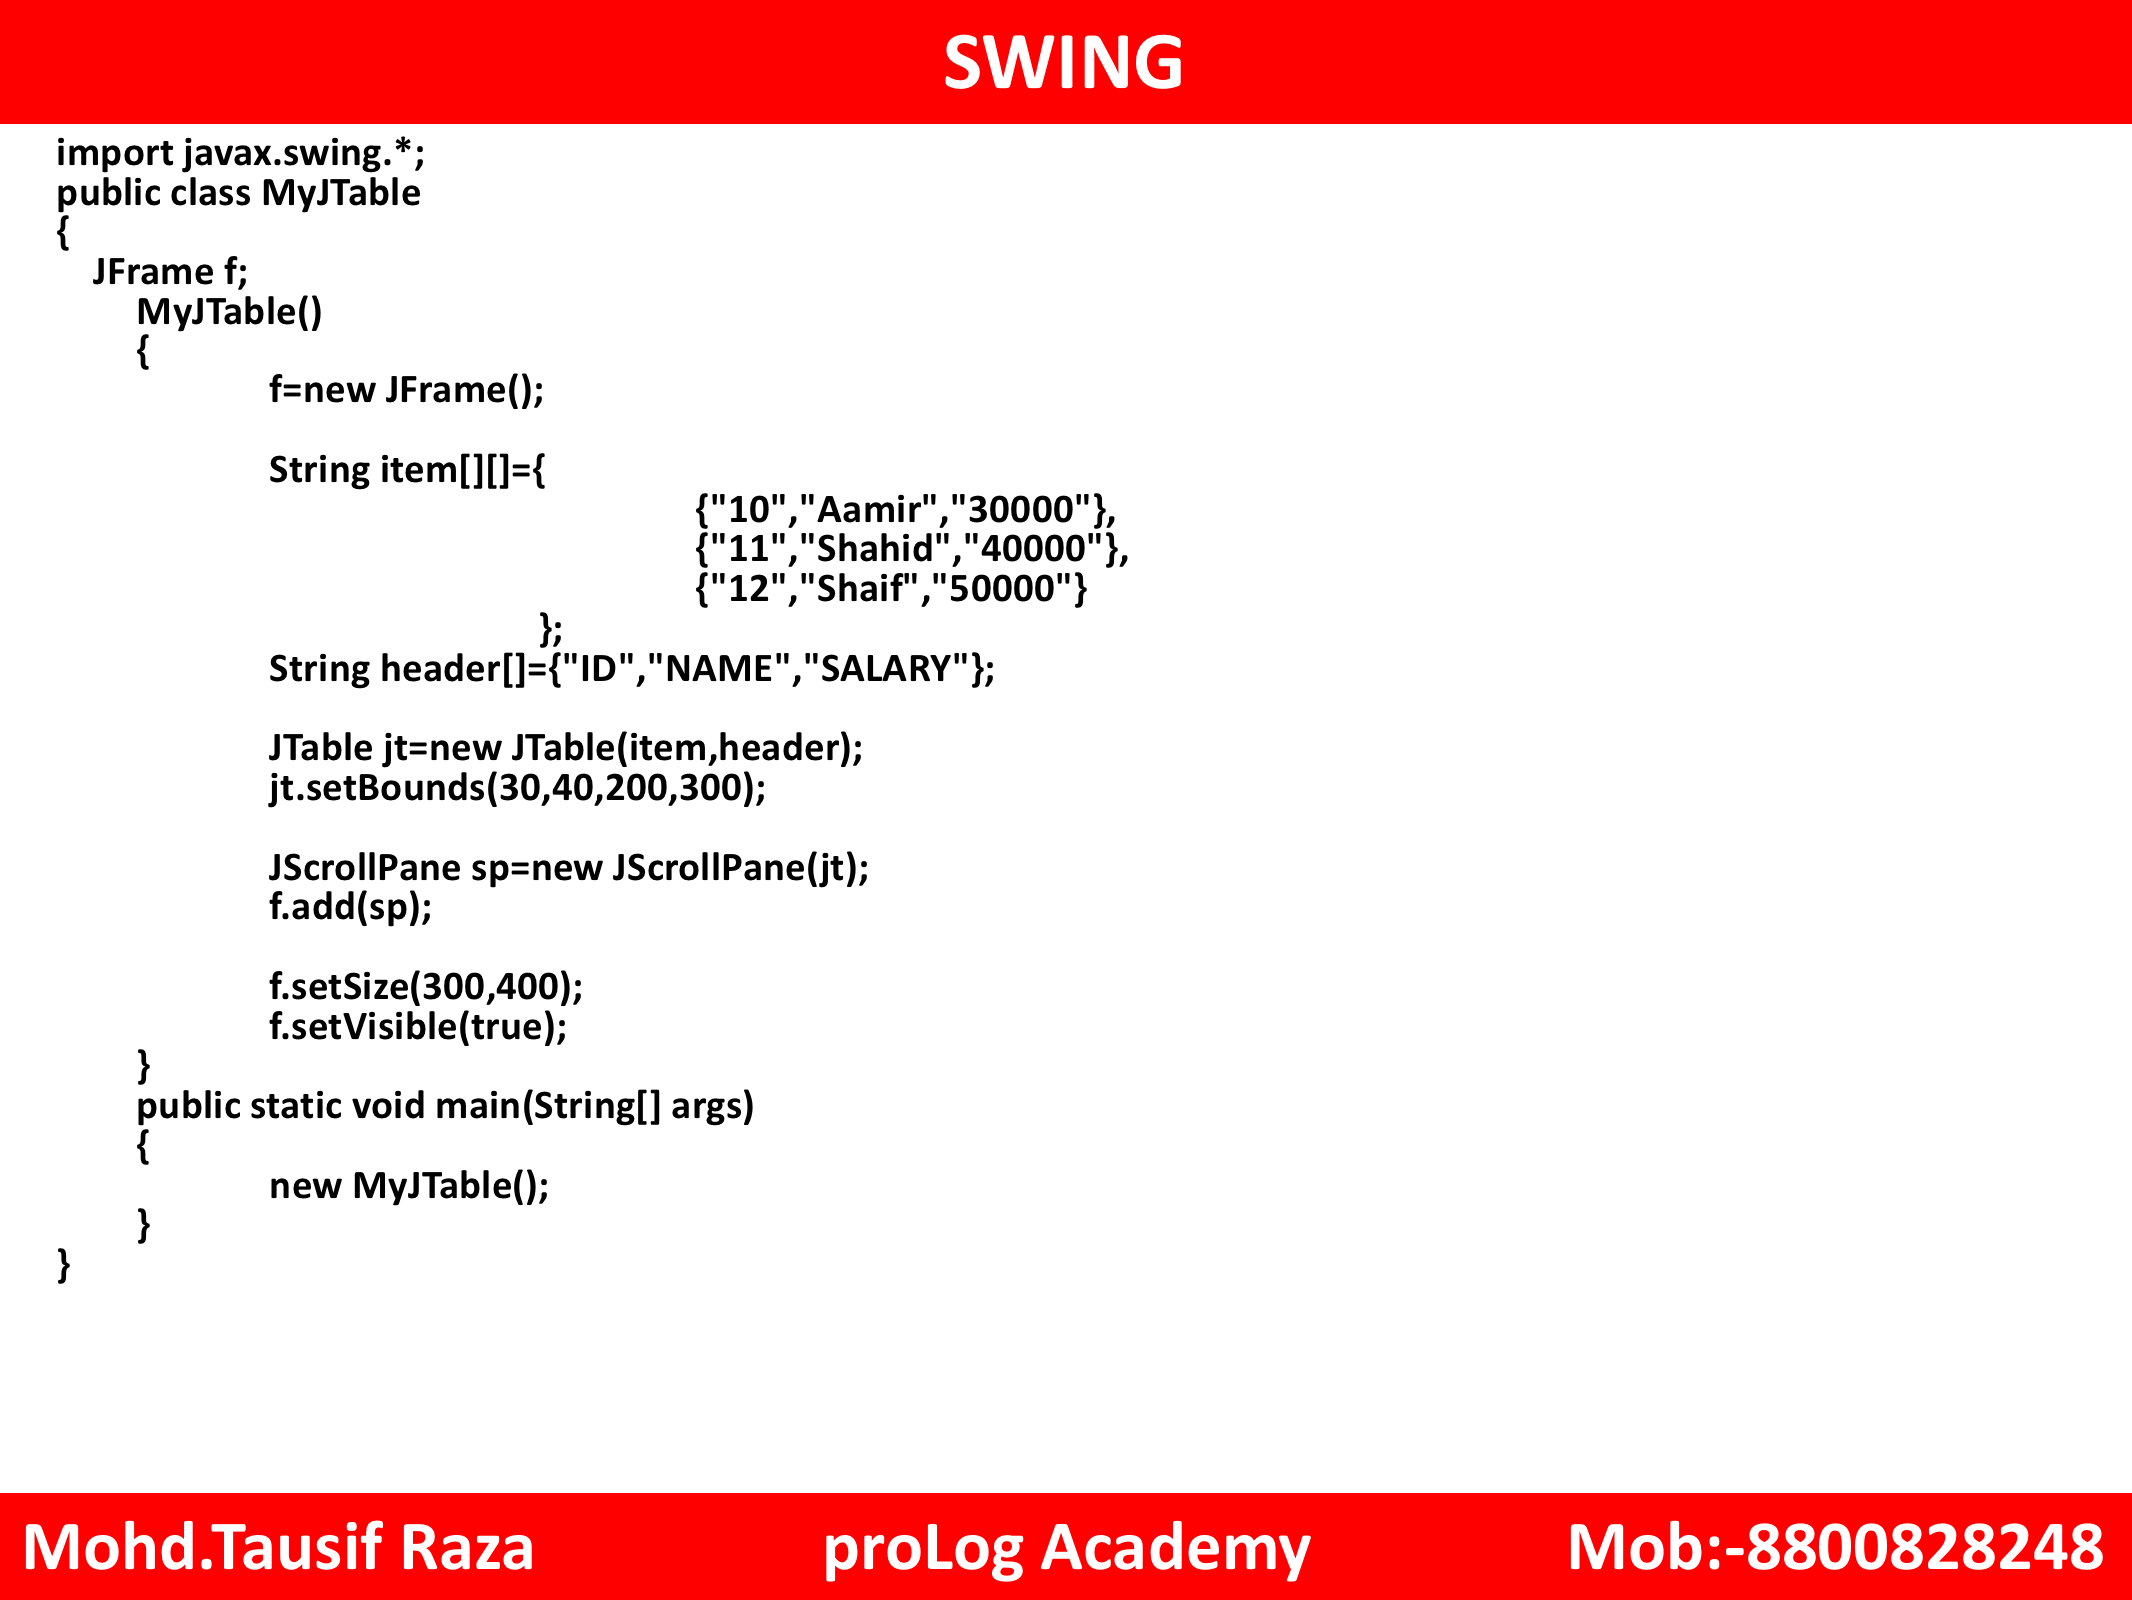 SWING
import javax.swing.*;
public class MyJTable
{
JFrame f;
MyJTable()
{
f=new JFrame();
String item[][]={
{"10","Aamir","30000"},
{"11","Shahid","40000"},
{"12","Shaif","50000"}
};
String header[]={"ID","NAME","SALARY"};
JTable jt=new JTable(item,header);
jt.setBounds(30,40,200,300);
JScrollPane sp=new JScrollPane(jt);
f.add(sp);
f.setSize(300,400);
f.setVisible(true);
}
public static void main(String[] args)
{
new MyJTable();
}
}
Mohd.Tausif Raza proLog Academy Mob:-8800828248